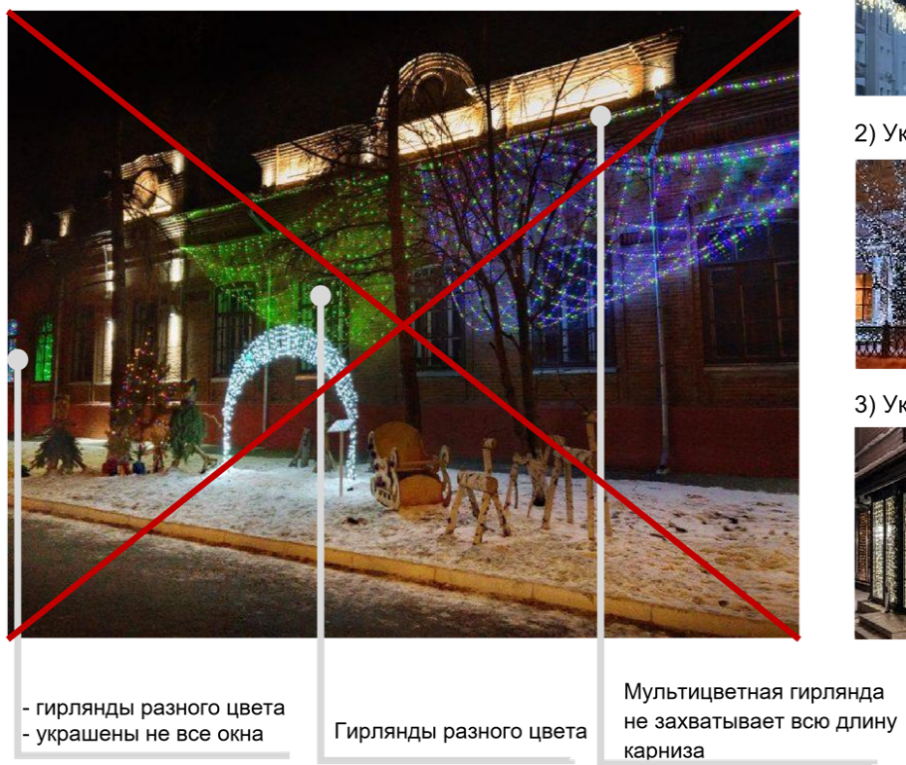 2) Ук
3) Ук
- гирлянды разного цвета
- украшены не все окна
Гирлянды разного цвета
Мультицветная гирлянда
не захватывает всю длину
карниза